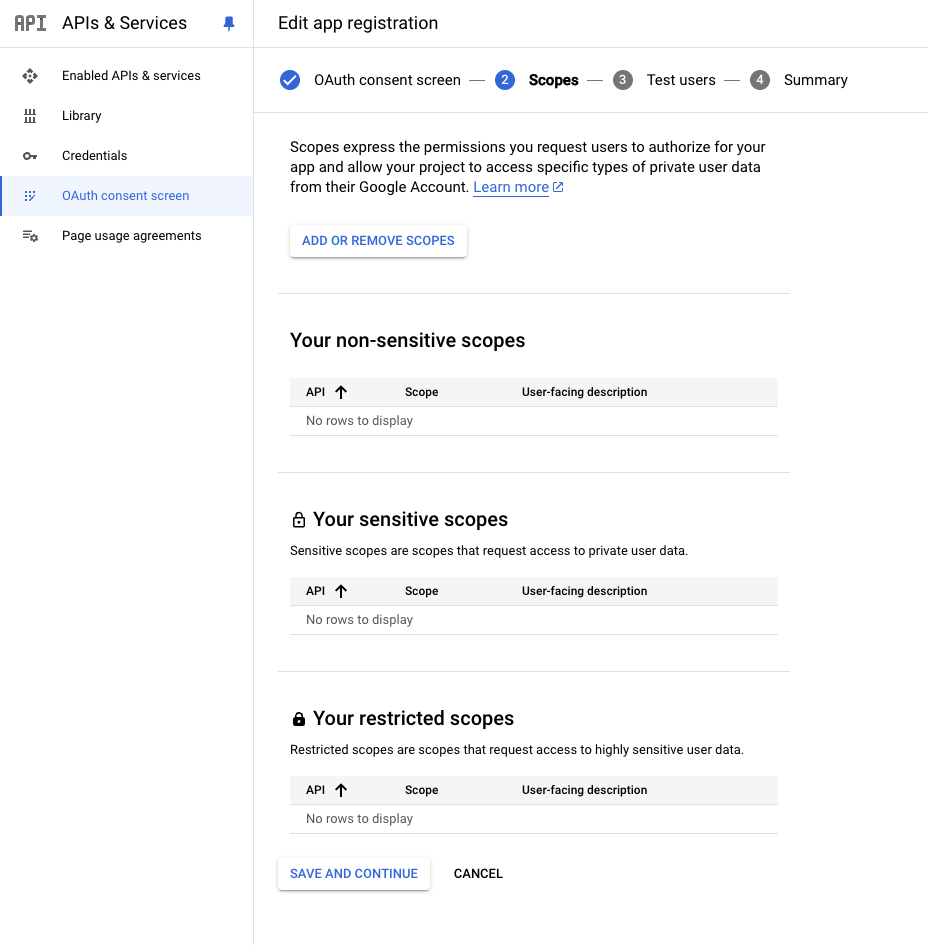 API APIs & Services
Edit app registration
Enabled APIs & services
Library
Credentials
OAuth consent screen
Page usage agreements
OAuth consent screen — 2 Scopes — 3 Test users — 4 Summary
Scopes express the permissions you request users to authorize for your
app and allow your project to access specific types of private user data
from their Google Account. Learn more
ADD OR REMOVE SCOPES
Your non-sensitive scopes
API Scope User-facing description
No rows to display
Your sensitive scopes
Sensitive scopes are scopes that request access to private user data.
API Scope User-facing description
No rows to display
Your restricted scopes
Restricted scopes are scopes that request access to highly sensitive user data.
API Scope User-facing description
No rows to display
SAVE AND CONTINUE CANCEL